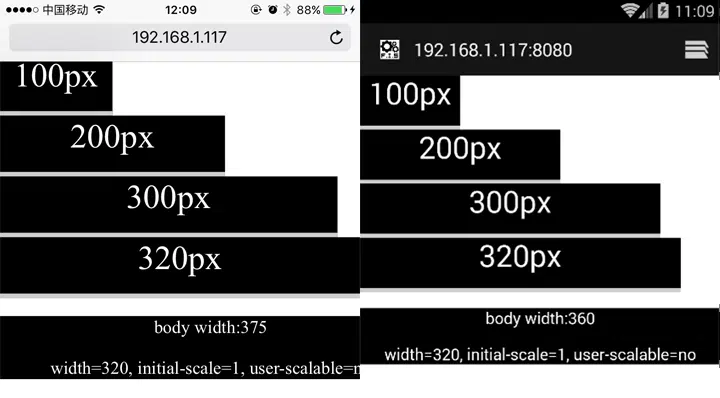 中国移动 12:09 88%
192.168.1.117
100px
200px
300px
320px
body width:375
width=320, initial-scale=1, user-scalable=n
11:09
192.168.1.117:8080
100px
200px
300px
320px
body width:360
width=320, initial-scale=1, user-scalable=no